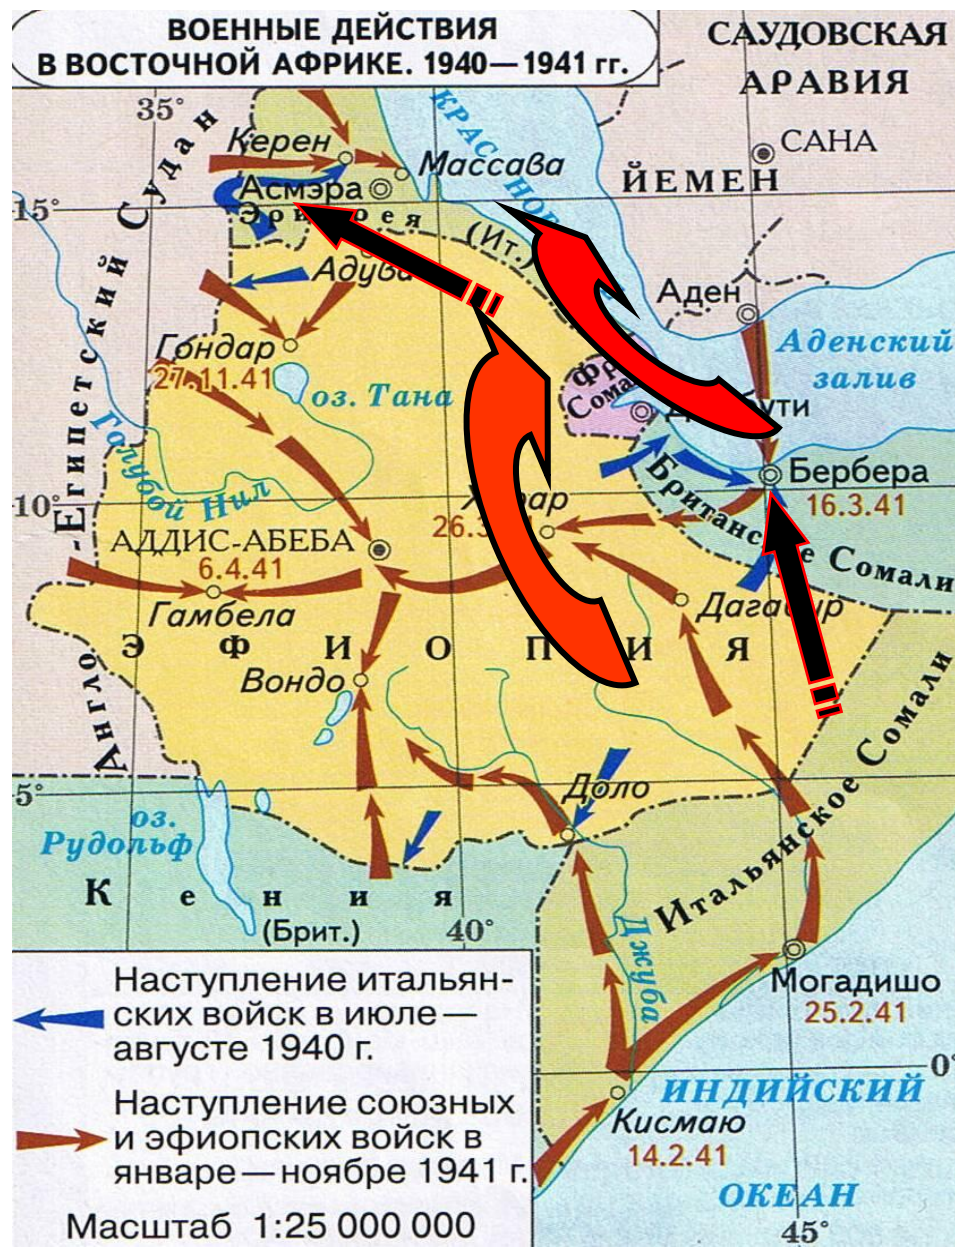 ВОЕННЫЕ ДЕЙСТВИЯ
В ВОСТОЧНОЙ АФРИКЕ. 1940—1941 гг.
САУДОВСКАЯ
АРАВИЯ
35°
КРАСНОЕ
Керен
Массава
САНА
ЙЕМЕН
15°
Асмэра
Эритрея
(Ит.)
Адува
Аден
Гондар
27.11.41
оз. Тана
Аденский
залив
Голубой Нил
Бербера
16.3.41
10°
АДДИС-АБЕБА
6.4.41
Британское Сомали
Гамбела
Дагабур
ЭФИОПИЯ
Вондо
Англо-Египетский Судан
Итальянское Сомали
5°
Доло
оз.
Рудольф
Кения
(Брит.)
40°
Джуба
Могадишо
25.2.41
0°
ИНДИЙСКИЙ
ОКЕАН
Кисмаю
14.2.41
45°
Наступление итальян-
ских войск в июле—
августе 1940 г.
Наступление союзных
и эфиопских войск в
январе—ноябре 1941 г.
Масштаб 1:25 000 000